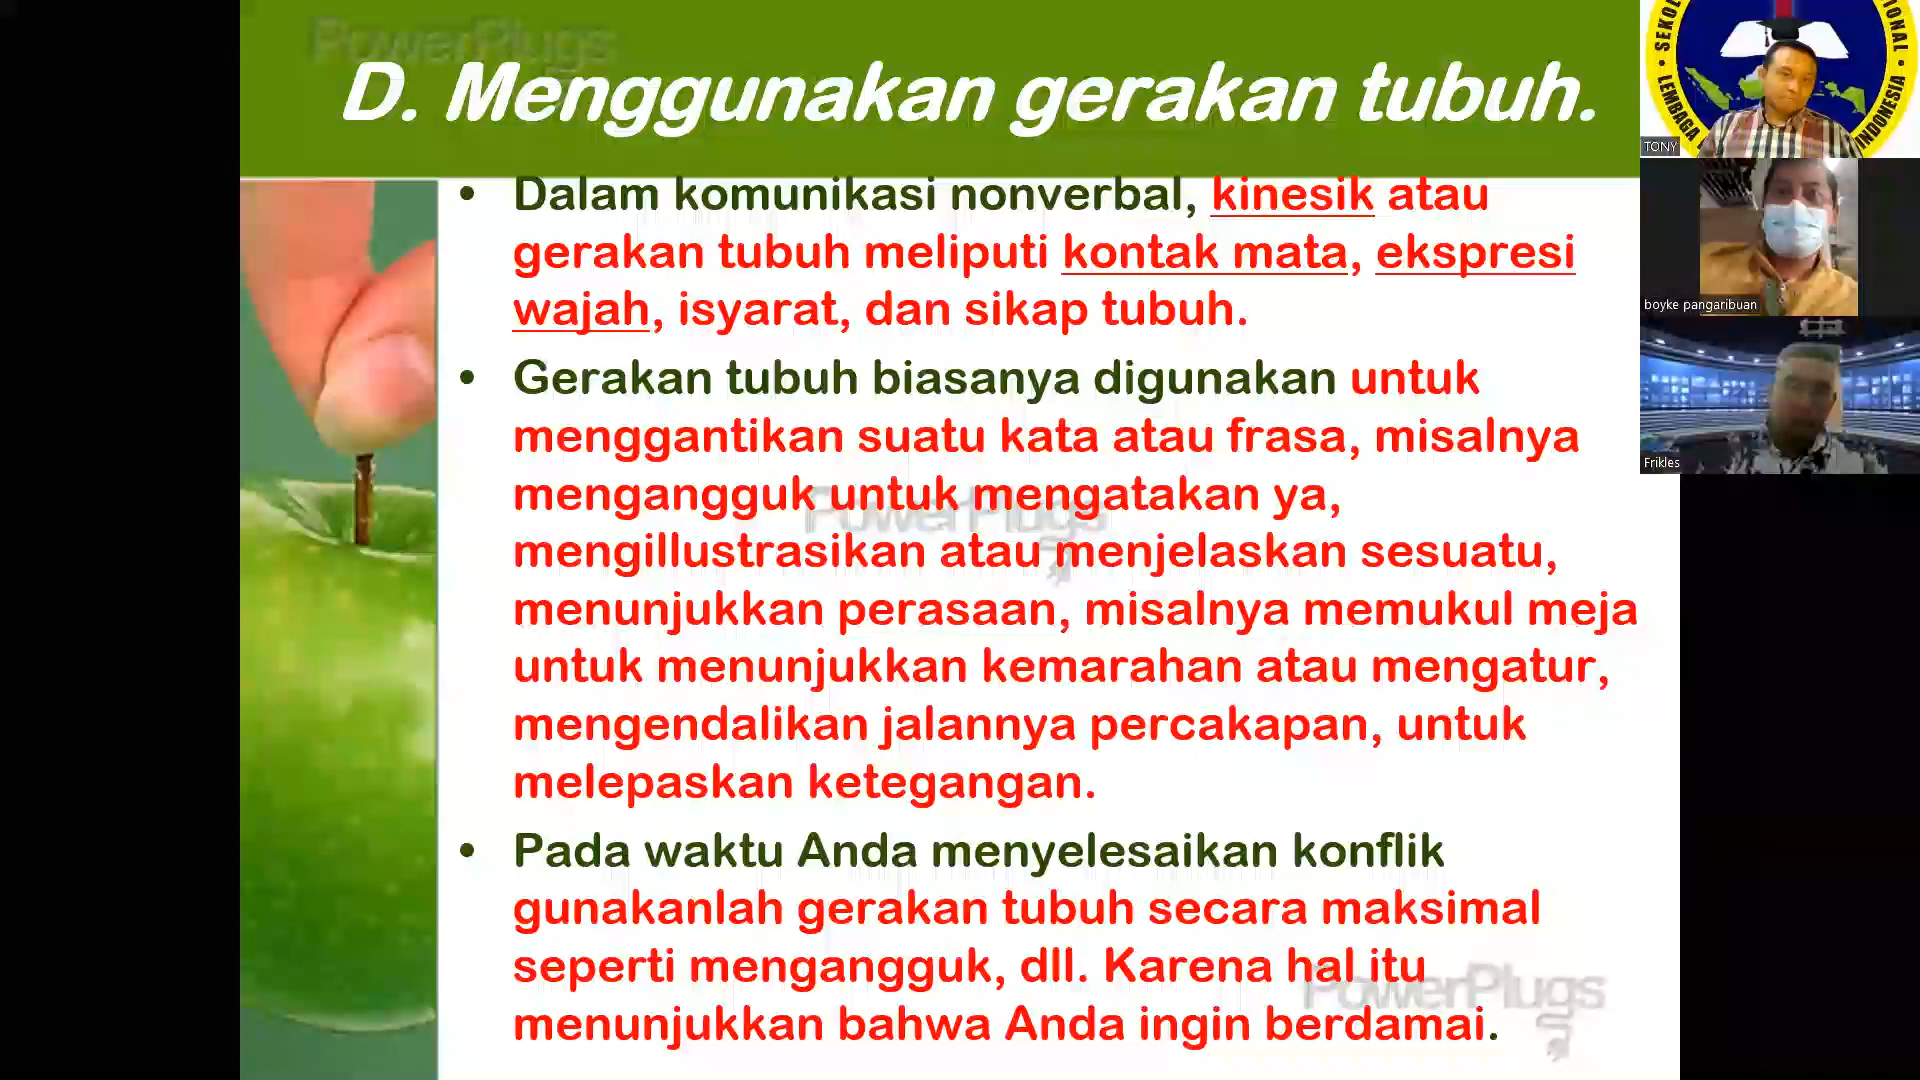 PowerPlugs
D. Menggunakan gerakan tubuh.
• Dalam komunikasi nonverbal, kinesik atau
gerakan tubuh meliputi kontak mata, ekspresi
wajah, isyarat, dan sikap tubuh.
• Gerakan tubuh biasanya digunakan untuk
menggantikan suatu kata atau frasa, misalnya
mengangguk untuk mengatakan ya,
PowerPlugs
mengillustrasikan atau menjelaskan sesuatu,
menunjukkan perasaan, misalnya memukul meja
untuk menunjukkan kemarahan atau mengatur,
mengendalikan jalannya percakapan, untuk
melepaskan ketegangan.
• Pada waktu Anda menyelesaikan konflik
gunakanlah gerakan tubuh secara maksimal
seperti mengangguk, dll. Karena hal itu
PowerPlugs
menunjukkan bahwa Anda ingin berdamai.
LEMBAGA
INDONESIA
TONY
boyke pangaribuan
Frikles